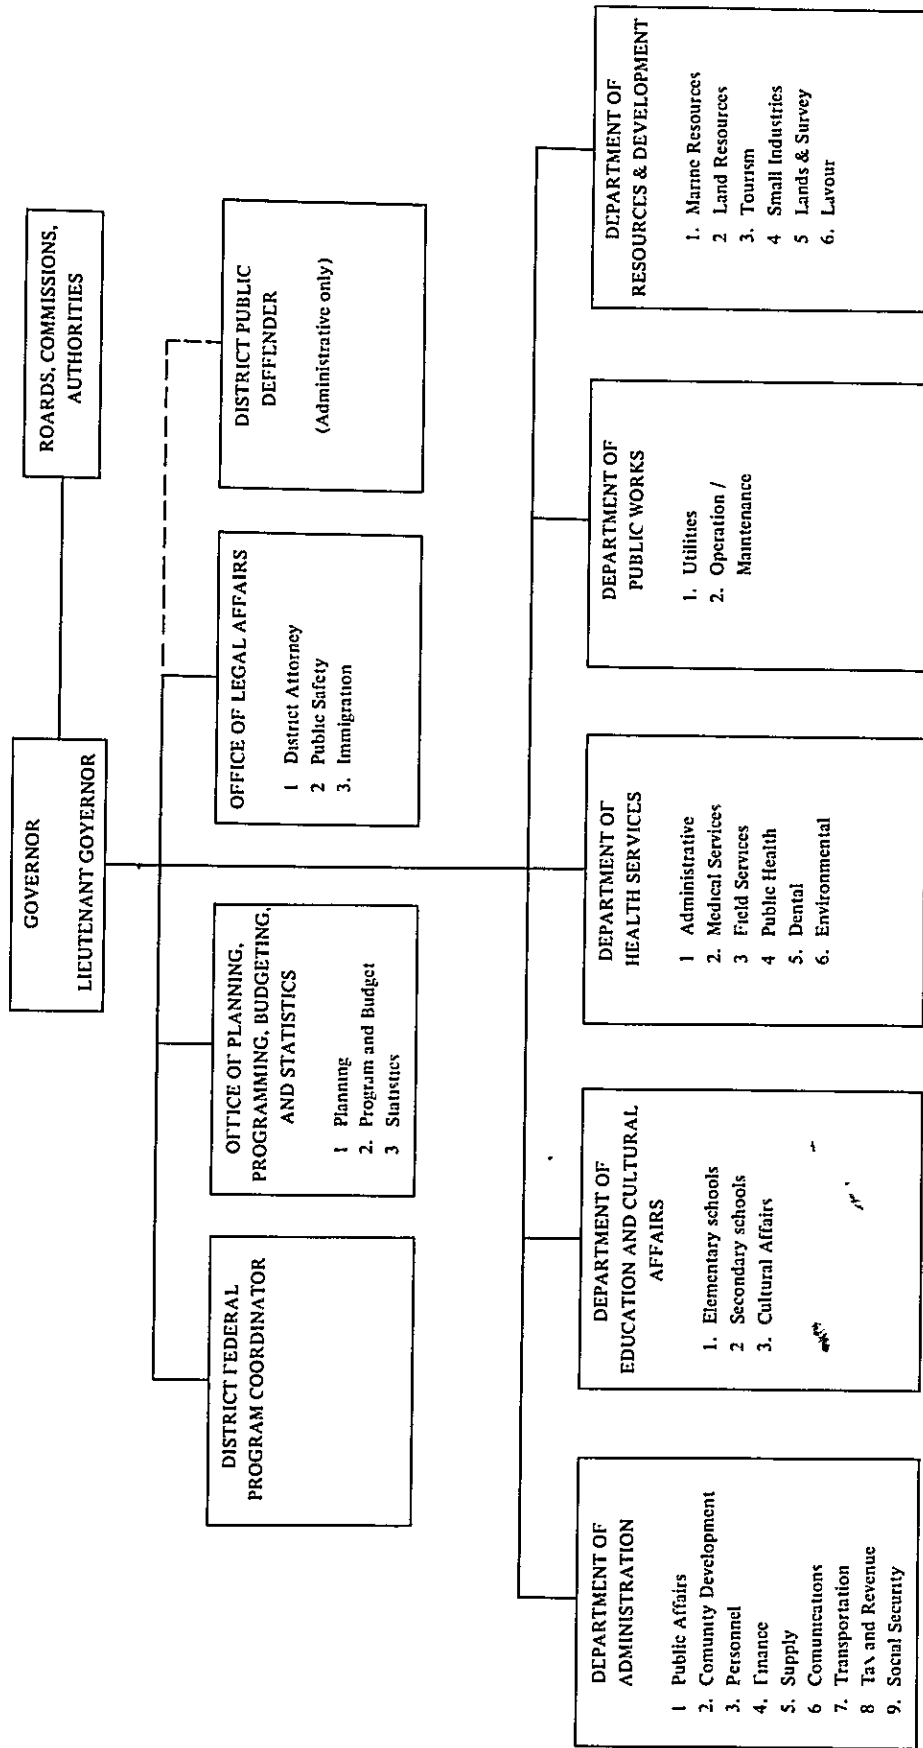 GOVERNOR
LIEUTENANT GOVERNOR
ROARDS, COMMISSIONS,
AUTHORITIES
DISTRICT FEDERAL
PROGRAM COORDINATOR
OFFICE OF PLANNING,
PROGRAMMING, BUDGETING,
AND STATISTICS
1 Planning
2. Program and Budget
3 Statistics
OFFICE OF LEGAL AFFAIRS
1 District Attorney
2 Public Safety
3. Immigration
DISTRICT PUBLIC
DEFFENDER
(Administrative only)
DEPARTMENT OF
ADMINISTRATION
1 Public Affairs
2. Comunity Development
3. Personnel
4. Finance
5. Supply
6 Comunications
7. Transportation
8 Tax and Revenue
9. Social Security
DEPARTMENT OF
EDUCATION AND CULTURAL
AFFAIRS
1. Elementary schools
2 Secondary schools
3. Cultural Affairs
DEPARTMENT OF
HEALTH SERVICES
1 Administrative
2. Medical Services
3 Field Services
4 Public Health
5. Dental
6. Environmental
DEPARTMENT OF
PUBLIC WORKS
1. Utilities
2. Operation /
Maintenance
DEPARTMENT OF
RESOURCES & DEVELOPMENT
1. Marine Resources
2 Land Resources
3. Tourism
4 Small Industries
5 Lands & Survey
6. Lavour